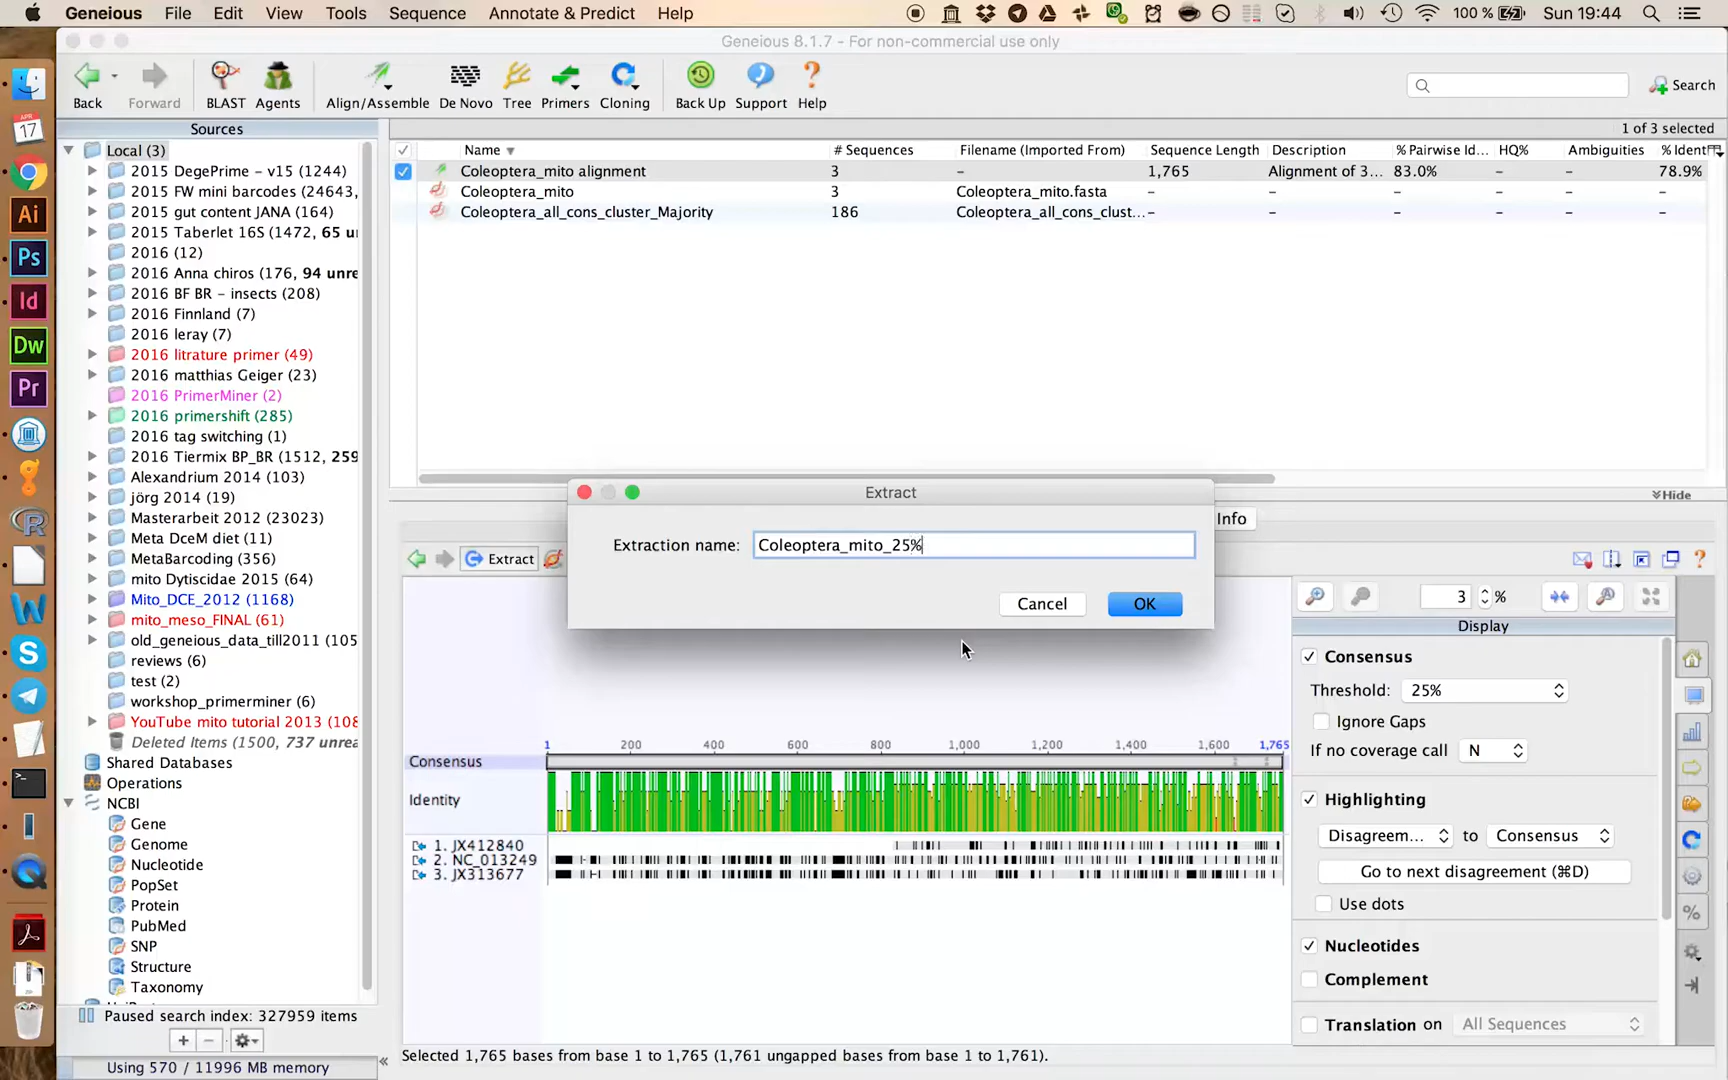 Geneious File Edit View Tools Sequence Annotate & Predict Help 100 % Sun 19:44
Geneious 8.1.7 - For non-commercial use only
Back Forward BLAST Agents Align/Assemble De Novo Tree Primers Cloning Back Up Support Help Search
Sources
1 of 3 selected
Local (3)
Name # Sequences Filename (Imported From) Sequence Length Description % Pairwise Id... HQ% Ambiguities % Ident
Coleoptera_mito alignment 3 – 1,765 Alignment of 3... 83.0% – – 78.9%
Coleoptera_mito 3 Coleoptera_mito.fasta – – – – – –
Coleoptera_all_cons_cluster_Majority 186 Coleoptera_all_cons_clust... – – – – – –
2015 DegePrime – v15 (1244)
2015 FW mini barcodes (24643,
2015 gut content JANA (164)
2015 Taberlet 16S (1472, 65 u
2016 (12)
2016 Anna chiros (176, 94 unre
2016 BF BR – insects (208)
2016 Finnland (7)
2016 leray (7)
2016 litrature primer (49)
2016 matthias Geiger (23)
2016 PrimerMiner (2)
2016 primershift (285)
2016 tag switching (1)
2016 Tiermix BP_BR (1512, 259
Alexandrium 2014 (103)
jörg 2014 (19)
Masterarbeit 2012 (23023)
Meta DceM diet (11)
MetaBarcoding (356)
mito Dytiscidae 2015 (64)
Mito_DCE_2012 (1168)
mito_meso_FINAL (61)
old_geneious_data_till2011 (105
reviews (6)
test (2)
workshop_primerminer (6)
YouTube mito tutorial 2013 (108
Deleted Items (1500, 737 unrea
Shared Databases
Operations
NCBI
Gene
Genome
Nucleotide
PopSet
Protein
PubMed
SNP
Structure
Taxonomy
Paused search index: 327959 items
Using 570 / 11996 MB memory
APR
17
Ai
Ps
Id
Dw
Pr
Hide
Extract
Extraction name: Coleoptera_mito_25%
Cancel OK
Info
Extract
3 %
Display
Consensus
Threshold: 25%
Ignore Gaps
If no coverage call N
Highlighting
Disagreem... to Consensus
Go to next disagreement (⌘D)
Use dots
Nucleotides
Complement
Translation on All Sequences
1 200 400 600 800 1,000 1,200 1,400 1,600 1,765
Consensus
Identity
1. JX412840
2. NC_013249
3. JX313677
Selected 1,765 bases from base 1 to 1,765 (1,761 ungapped bases from base 1 to 1,761).